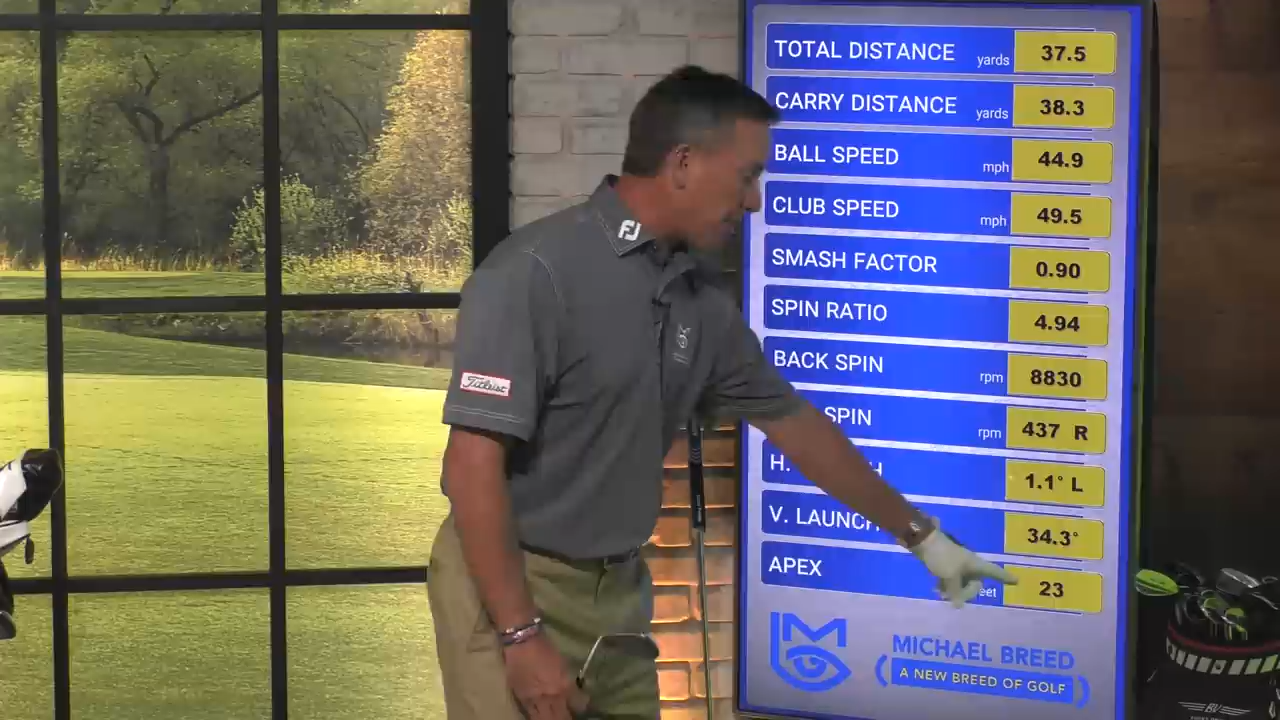 TOTAL DISTANCE yards 37.5
CARRY DISTANCE yards 38.3
BALL SPEED mph 44.9
CLUB SPEED mph 49.5
SMASH FACTOR 0.90
SPIN RATIO 4.94
BACK SPIN rpm 8830
SPIN rpm 437 R
H. 1.1° L
V. LAUNCH 34.3°
APEX eet 23
MICHAEL BREED
A NEW BREED OF GOLF
FJ
Titleist